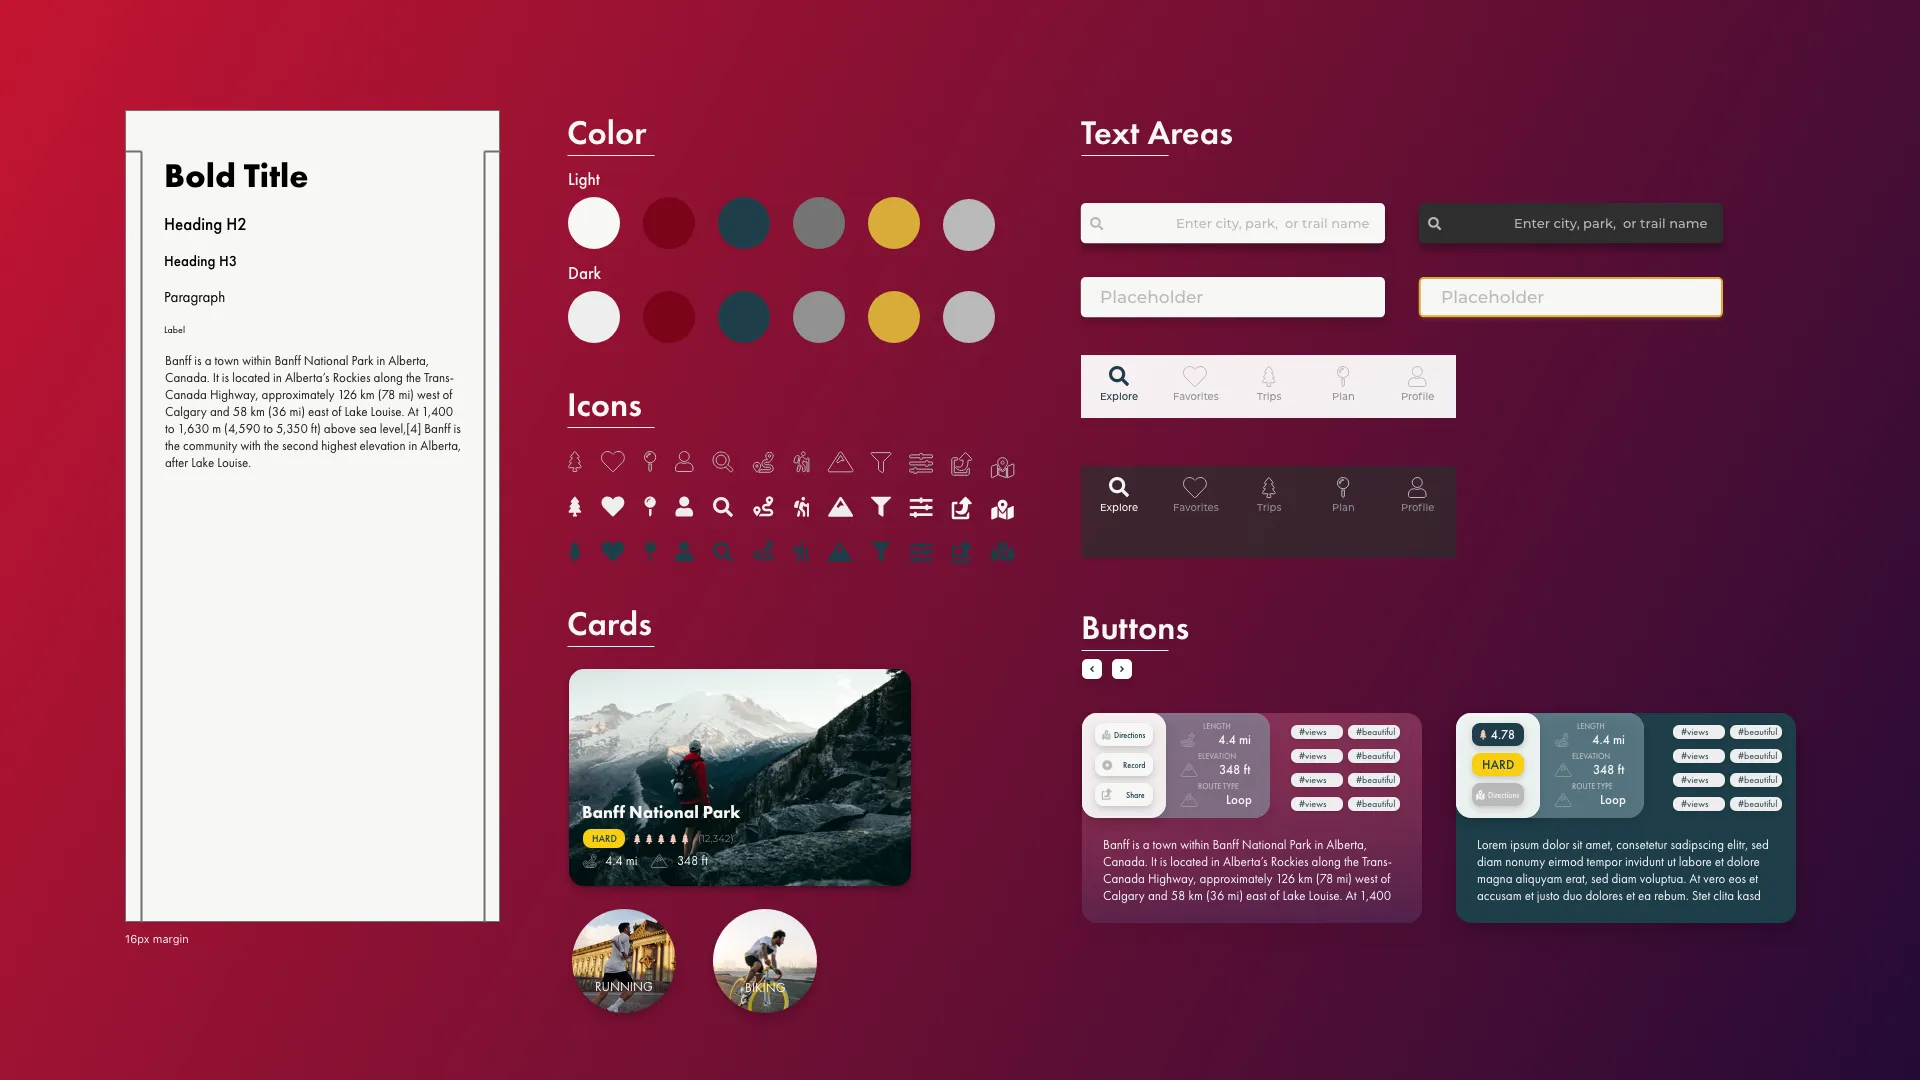 Bold Title
Heading H2
Heading H3
Paragraph
Label
Banff is a town within Banff National Park in Alberta,
Canada. It is located in Alberta’s Rockies along the Trans-
Canada Highway, approximately 126 km (78 mi) west of
Calgary and 58 km (36 mi) east of Lake Louise. At 1,400
to 1,630 m (4,590 to 5,350 ft) above sea level,[4] Banff is
the community with the second highest elevation in Alberta,
after Lake Louise.
16px margin
Color
Light
Dark
Icons
Cards
Banff National Park
HARD (12,342)
4.4 mi 348 ft
RUNNING
BIKING
Text Areas
Enter city, park, or trail name
Enter city, park, or trail name
Placeholder
Placeholder
Explore Favorites Trips Plan Profile
Explore Favorites Trips Plan Profile
Buttons
Directions
Record
Share
LENGTH
4.4 mi
ELEVATION
348 ft
ROUTE TYPE
Loop
#views #beautiful
#views #beautiful
#views #beautiful
#views #beautiful
Banff is a town within Banff National Park in Alberta,
Canada. It is located in Alberta’s Rockies along the Trans-
Canada Highway, approximately 126 km (78 mi) west of
Calgary and 58 km (36 mi) east of Lake Louise. At 1,400
4.78
HARD
Directions
LENGTH
4.4 mi
ELEVATION
348 ft
ROUTE TYPE
Loop
#views #beautiful
#views #beautiful
#views #beautiful
#views #beautiful
Lorem ipsum dolor sit amet, consetetur sadipscing elitr, sed
diam nonumy eirmod tempor invidunt ut labore et dolore
magna aliquyam erat, sed diam voluptua. At vero eos et
accusam et justo duo dolores et ea rebum. Stet clita kasd